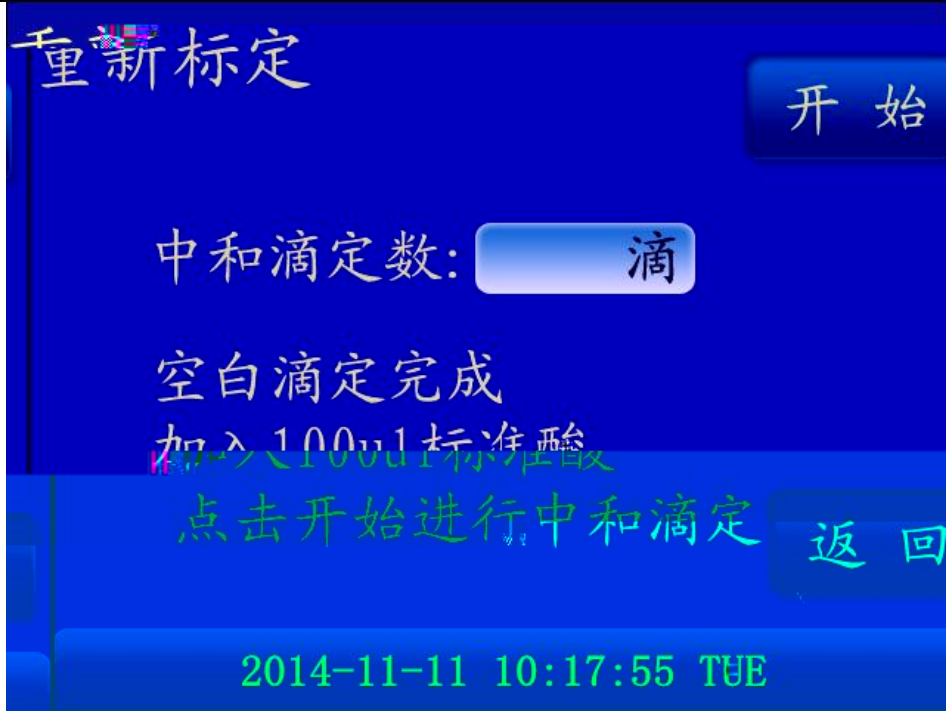 重新标定
开 始
中和滴定数: 滴
空白滴定完成
加入100ul标准酸
点击开始进行中和滴定
返 回
2014-11-11 10:17:55 TUE